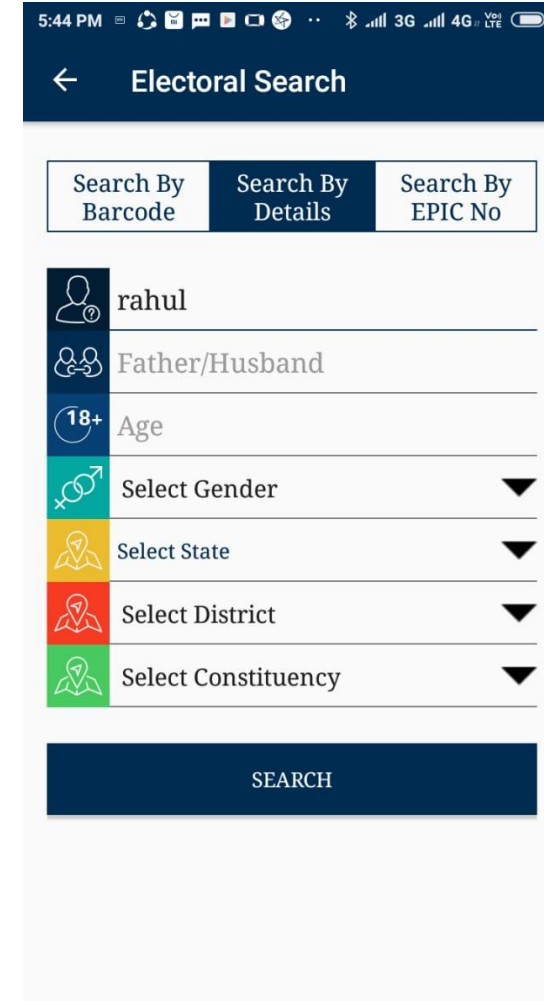 5:44 PM 3G 4G VoLTE
Electoral Search
Search By Barcode
Search By Details
Search By EPIC No
rahul
Father/Husband
18+ Age
Select Gender
Select State
Select District
Select Constituency
SEARCH